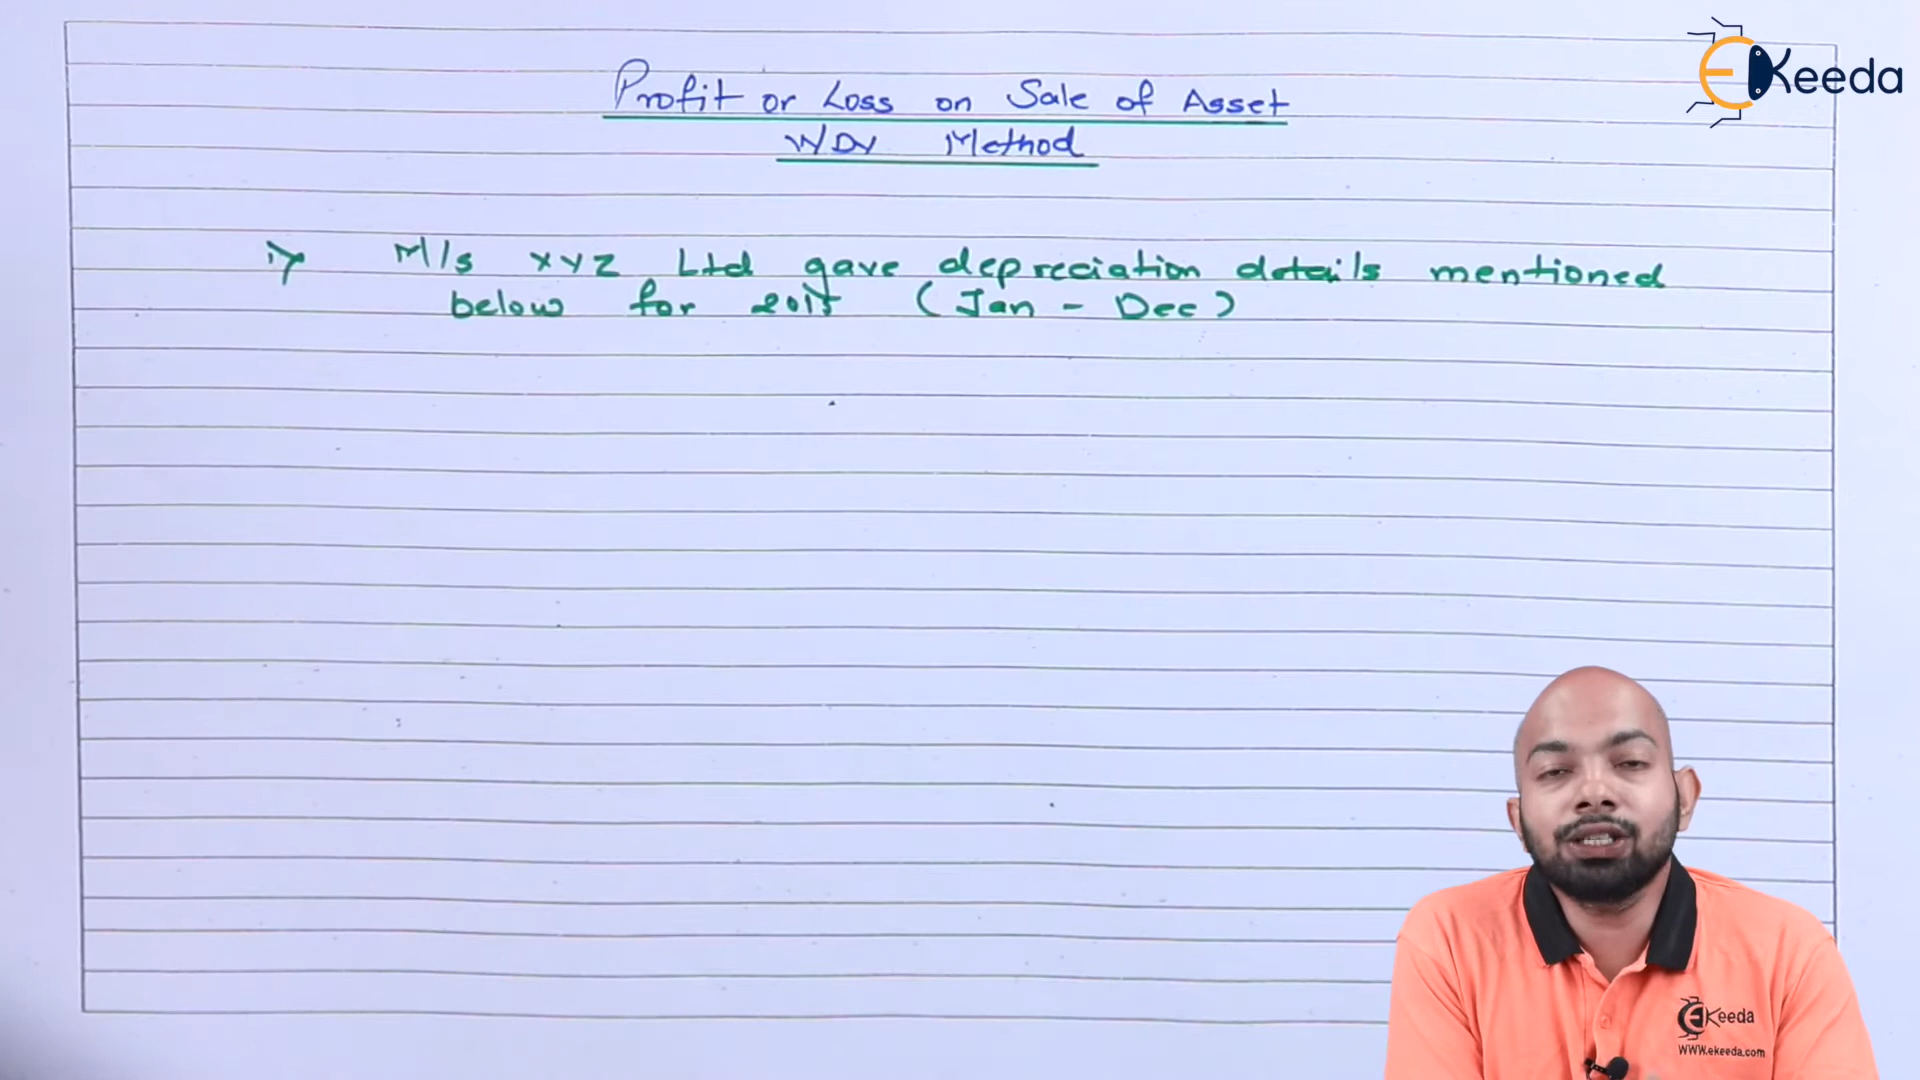 Profit or Loss on Sale of Asset
WDV Method
EKeeda
1> M/s XYZ Ltd gave depreciation details mentioned
below for 2015 (Jan - Dec)
EKeeda
WWW.ekeeda.com